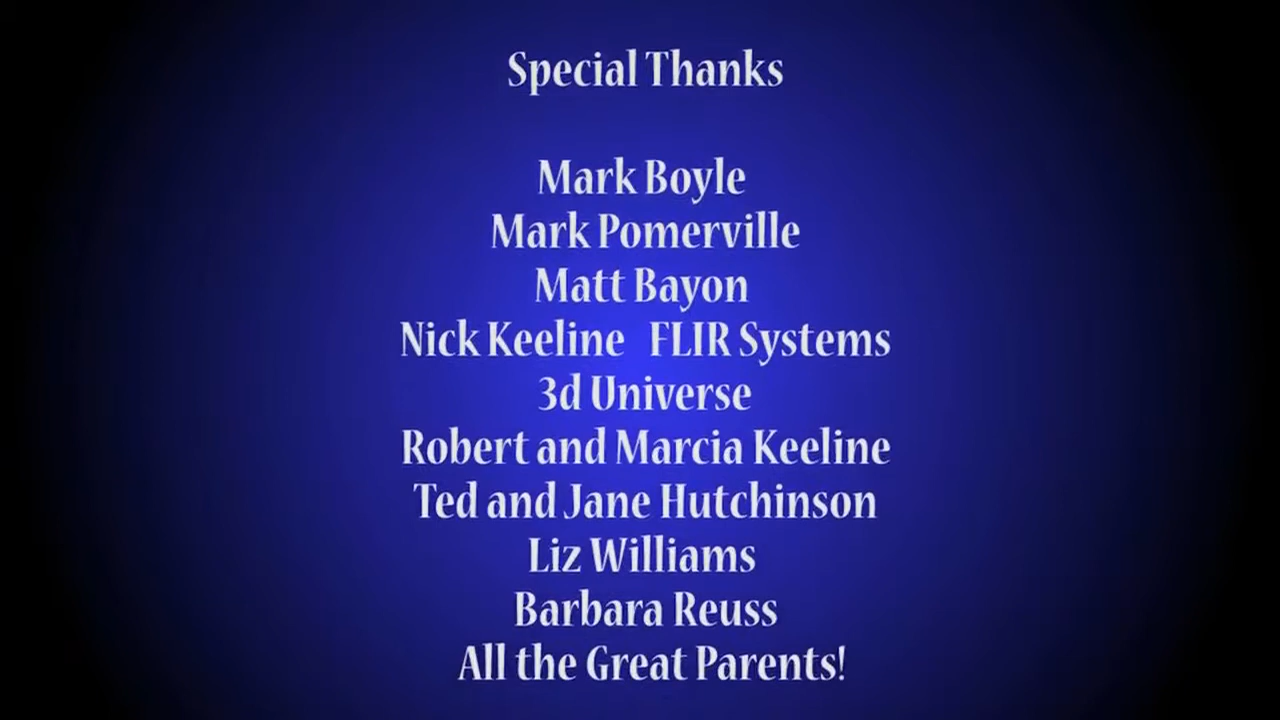 Special Thanks
Mark Boyle
Mark Pomerville
Matt Bayon
Nick Keeline   FLIR Systems
3d Universe
Robert and Marcia Keeline
Ted and Jane Hutchinson
Liz Williams
Barbara Reuss
All the Great Parents!